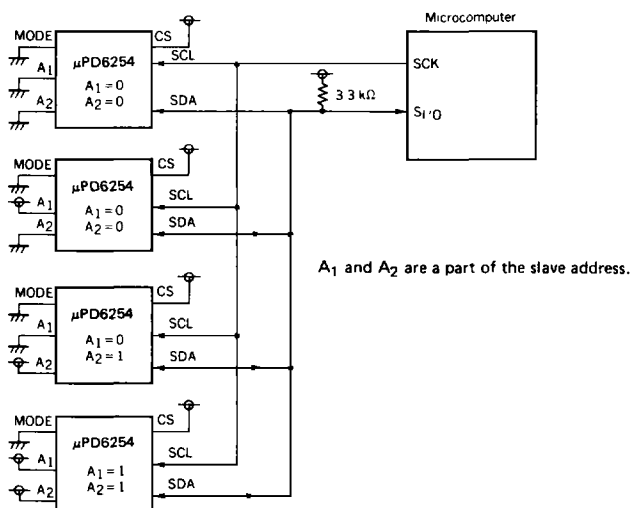 Microcomputer
MODE
CS
μPD6254
SCL
SCK
A1
A1=0
A2=0
A2
SDA
3.3 kΩ
SI/O
MODE
CS
μPD6254
A1
A1=0
A2=0
SCL
A2
SDA
A1 and A2 are a part of the slave address.
MODE
CS
μPD6254
A1
A1=0
A2=1
SCL
A2
SDA
MODE
CS
μPD6254
A1
A1=1
A2=1
SCL
A2
SDA